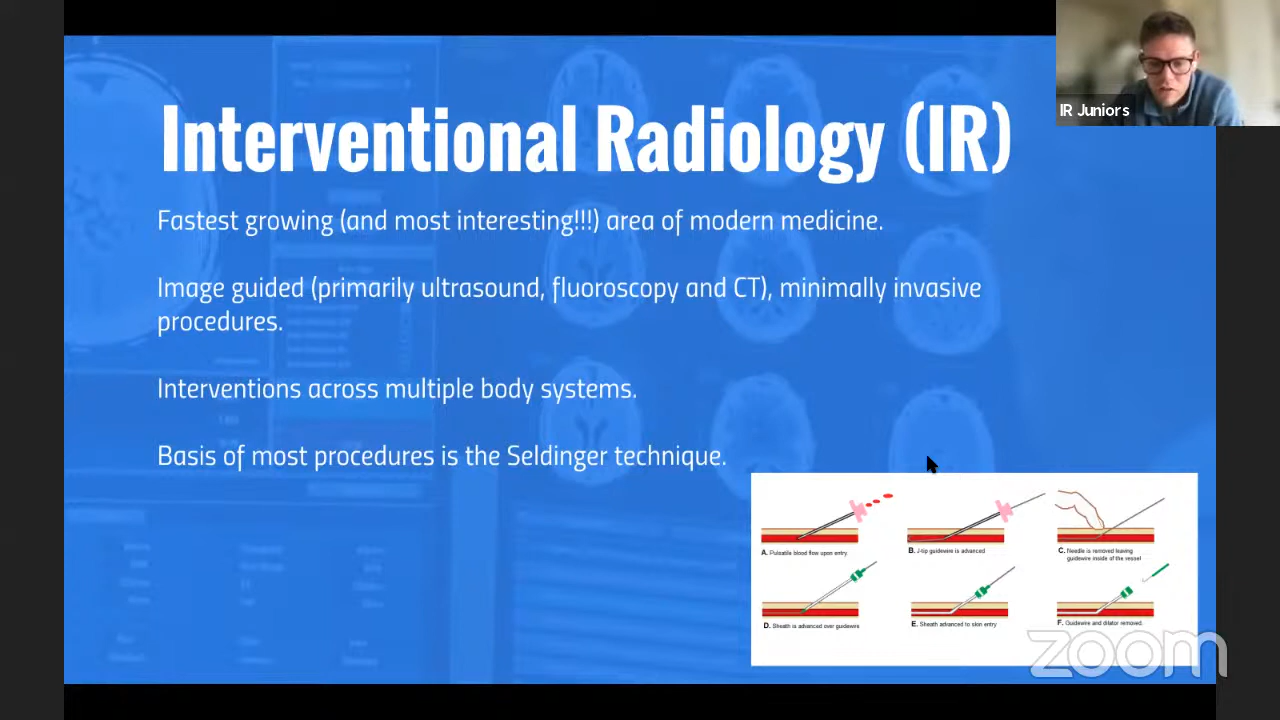 IR Juniors
Interventional Radiology (IR)
Fastest growing (and most interesting!!!) area of modern medicine.
Image guided (primarily ultrasound, fluoroscopy and CT), minimally invasive
procedures.
Interventions across multiple body systems.
Basis of most procedures is the Seldinger technique.
A. Pulsatile blood flow upon entry.
B. J-tip guidewire is advanced
C. Needle is removed leaving
guidewire inside of the vessel
D. Sheath is advanced over guidewire
E. Sheath advanced to skin entry
F. Guidewire and dilator removed.
zoom